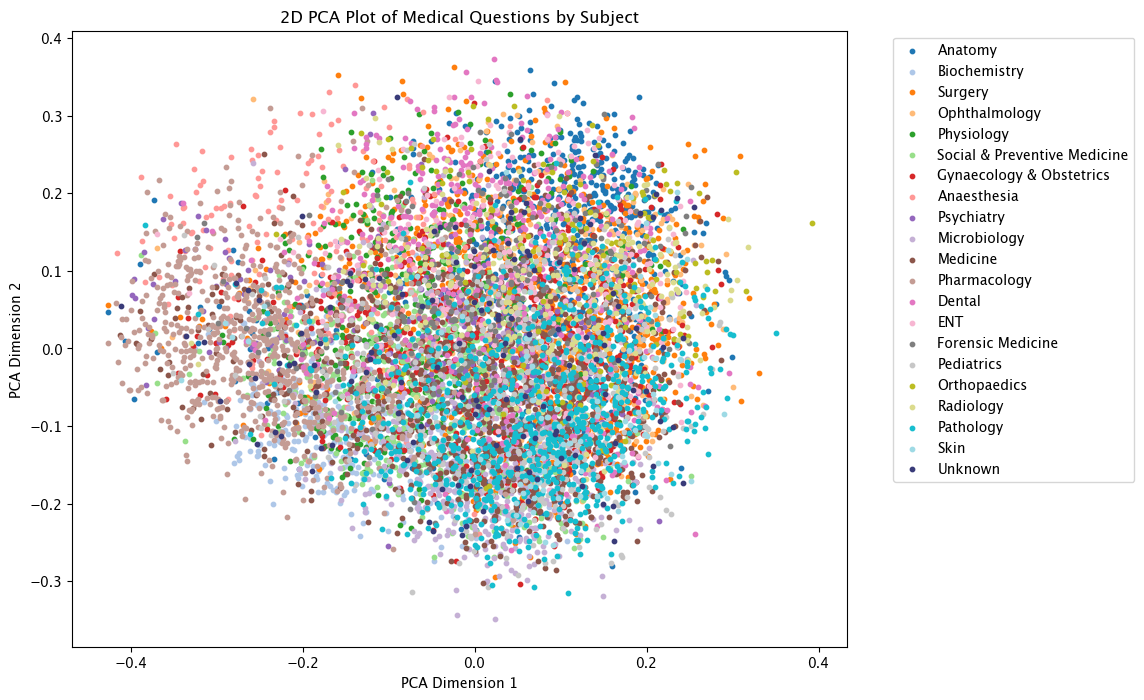 2D PCA Plot of Medical Questions by Subject
0.4
0.3
0.2
0.1
0.0
−0.1
−0.2
−0.3
PCA Dimension 2
−0.4
−0.2
0.0
0.2
0.4
PCA Dimension 1
Anatomy
Biochemistry
Surgery
Ophthalmology
Physiology
Social & Preventive Medicine
Gynaecology & Obstetrics
Anaesthesia
Psychiatry
Microbiology
Medicine
Pharmacology
Dental
ENT
Forensic Medicine
Pediatrics
Orthopaedics
Radiology
Pathology
Skin
Unknown